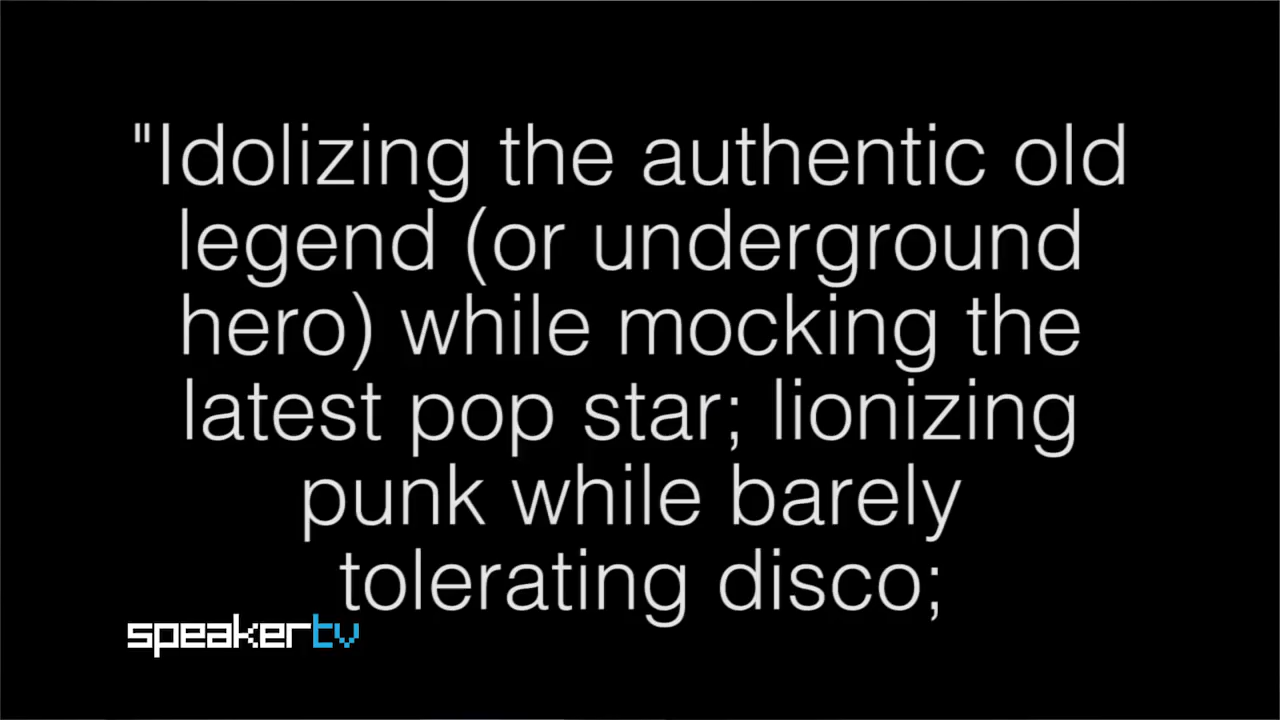 "Idolizing the authentic old
legend (or underground
hero) while mocking the
latest pop star; lionizing
punk while barely
tolerating disco;
speakertv